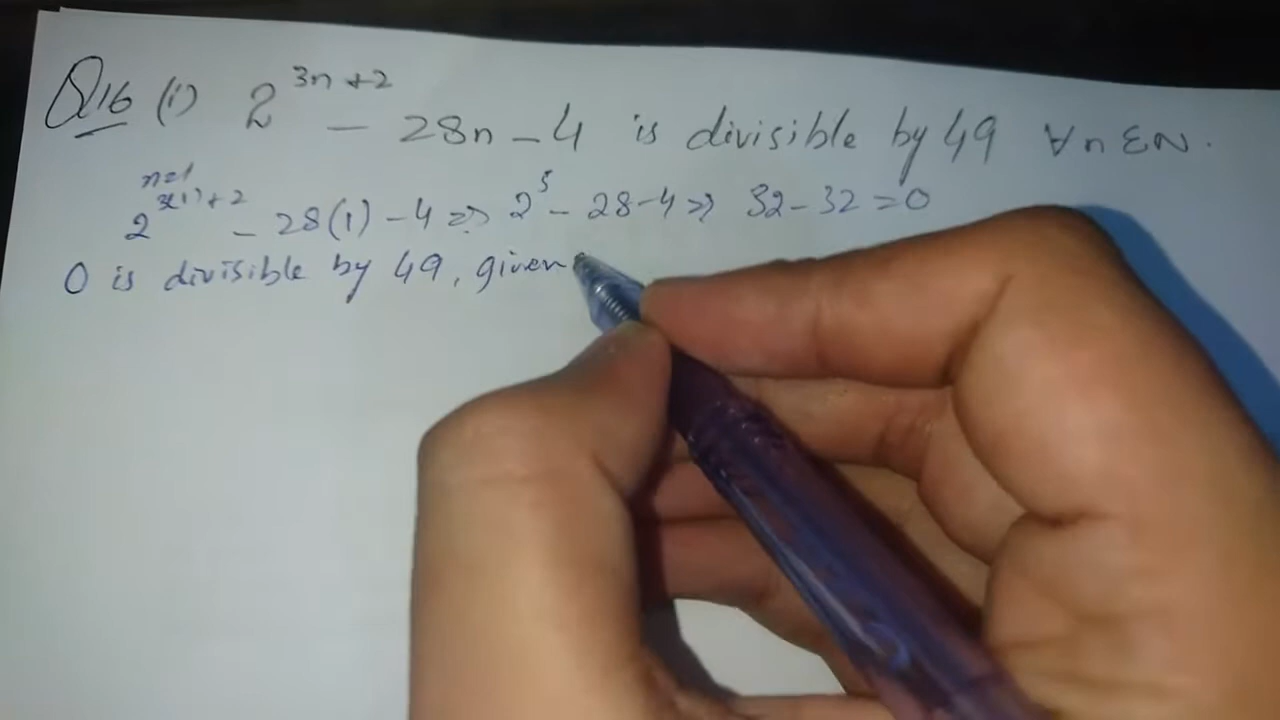 Q16 (i) 2^{3n+2} - 28n - 4 is divisible by 49 ∀ n ∈ N.
n=1
2^{3(1)+2} - 28(1) - 4 => 2^5 - 28 - 4 => 32 - 32 = 0
0 is divisible by 49, given